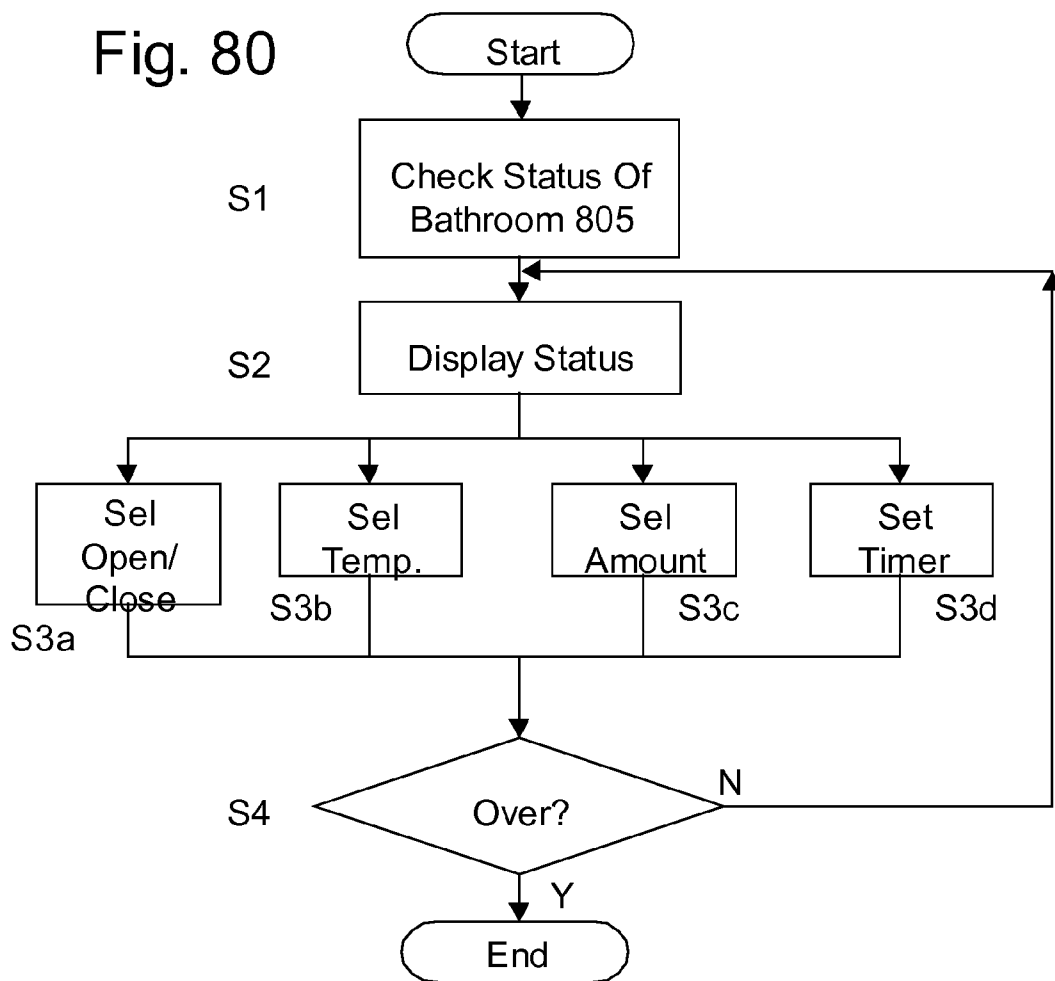 Fig. 80
Start
S1
Check Status Of
Bathroom 805
S2
Display Status
Sel
Open/
Close
S3a
Sel
Temp.
S3b
Sel
Amount
S3c
Set
Timer
S3d
S4
Over?
N
Y
End